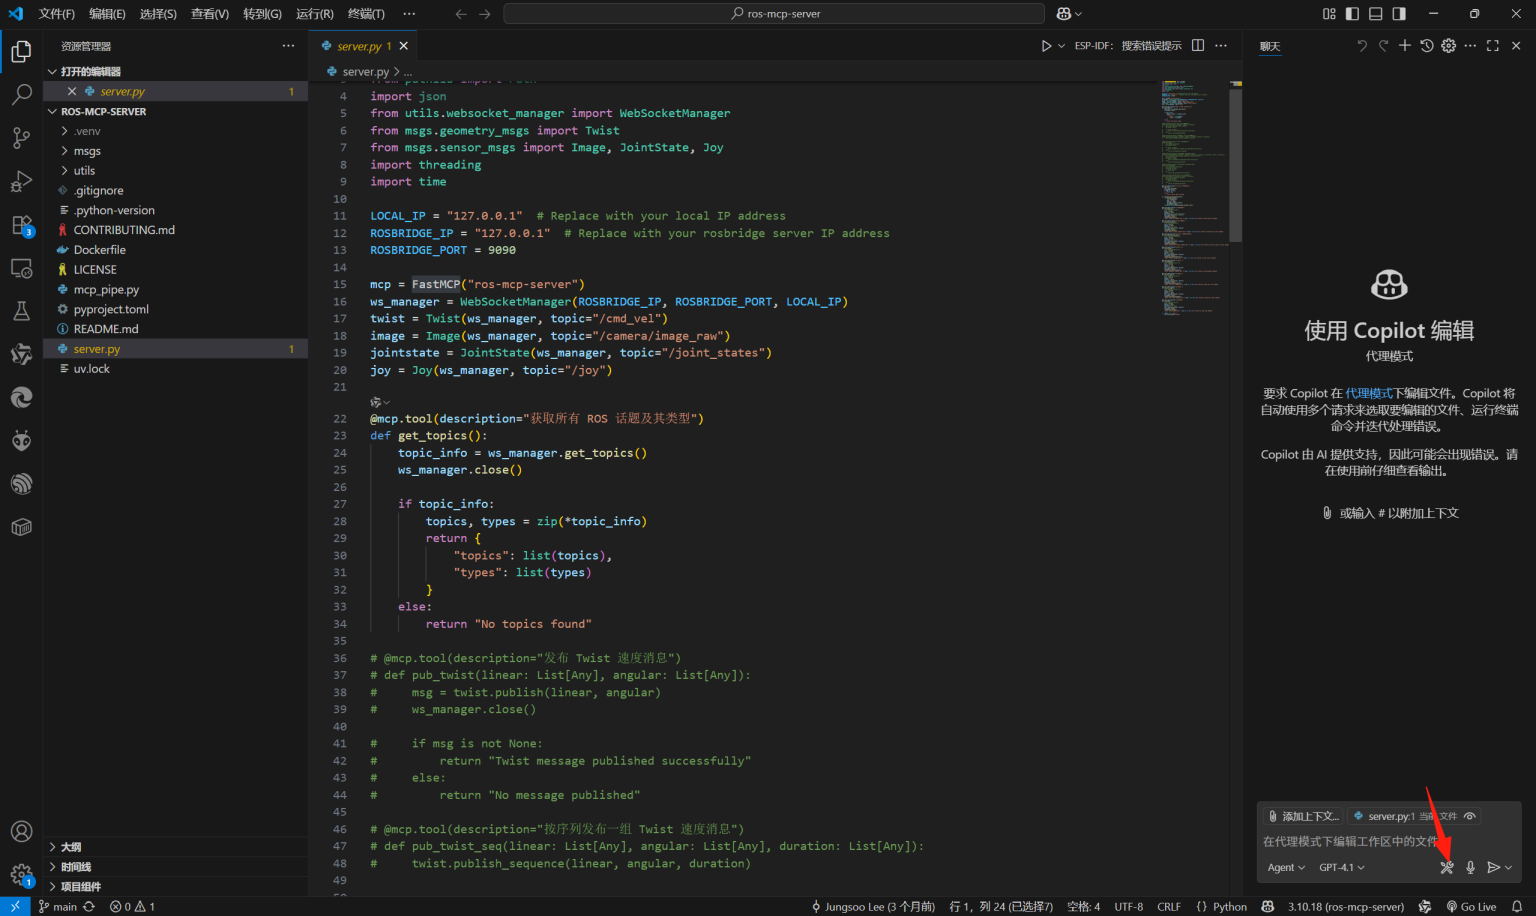 文件(F) 编辑(E) 选择(S) 查看(V) 转到(G) 运行(R) 终端(T) ··· ros-mcp-server
资源管理器 ···
打开的编辑器
server.py 1
ROS-MCP-SERVER
.venv
msgs
utils
.gitignore
.python-version
CONTRIBUTING.md
Dockerfile
LICENSE
mcp_pipe.py
pyproject.toml
README.md
server.py 1
uv.lock
大纲
时间线
项目组件
server.py 1 ESP-IDF: 搜索错误提示 ···
server.py > ...
4 import json
5 from utils.websocket_manager import WebSocketManager
6 from msgs.geometry_msgs import Twist
7 from msgs.sensor_msgs import Image, JointState, Joy
8 import threading
9 import time
10
11 LOCAL_IP = "127.0.0.1"  # Replace with your local IP address
12 ROSBRIDGE_IP = "127.0.0.1"  # Replace with your rosbridge server IP address
13 ROSBRIDGE_PORT = 9090
14
15 mcp = FastMCP("ros-mcp-server")
16 ws_manager = WebSocketManager(ROSBRIDGE_IP, ROSBRIDGE_PORT, LOCAL_IP)
17 twist = Twist(ws_manager, topic="/cmd_vel")
18 image = Image(ws_manager, topic="/camera/image_raw")
19 jointstate = JointState(ws_manager, topic="/joint_states")
20 joy = Joy(ws_manager, topic="/joy")
21
22 @mcp.tool(description="获取所有 ROS 话题及其类型")
23 def get_topics():
24     topic_info = ws_manager.get_topics()
25     ws_manager.close()
26
27     if topic_info:
28         topics, types = zip(*topic_info)
29         return {
30             "topics": list(topics),
31             "types": list(types)
32         }
33     else:
34         return "No topics found"
35
36 # @mcp.tool(description="发布 Twist 速度消息")
37 # def pub_twist(linear: List[Any], angular: List[Any]):
38 #     msg = twist.publish(linear, angular)
39 #     ws_manager.close()
40
41 #     if msg is not None:
42 #         return "Twist message published successfully"
43 #     else:
44 #         return "No message published"
45
46 # @mcp.tool(description="按序列发布一组 Twist 速度消息")
47 # def pub_twist_seq(linear: List[Any], angular: List[Any], duration: List[Any]):
48 #     twist.publish_sequence(linear, angular, duration)
49
聊天 ···
使用 Copilot 编辑
代理模式
要求 Copilot 在 代理模式下编辑文件。Copilot 将
自动使用多个请求来选取要编辑的文件、运行终端
命令并迭代处理错误。
Copilot 由 AI 提供支持，因此可能会出现错误。请
在使用前仔细查看输出。
或输入 # 以附加上下文
添加上下文... server.py:1 当前文件
在代理模式下编辑工作区中的文件
Agent GPT-4.1
3
1
main 0 1 Jungsoo Lee (3 个月前) 行 1，列 24 (已选择7) 空格: 4 UTF-8 CRLF {} Python 3.10.18 (ros-mcp-server) Go Live